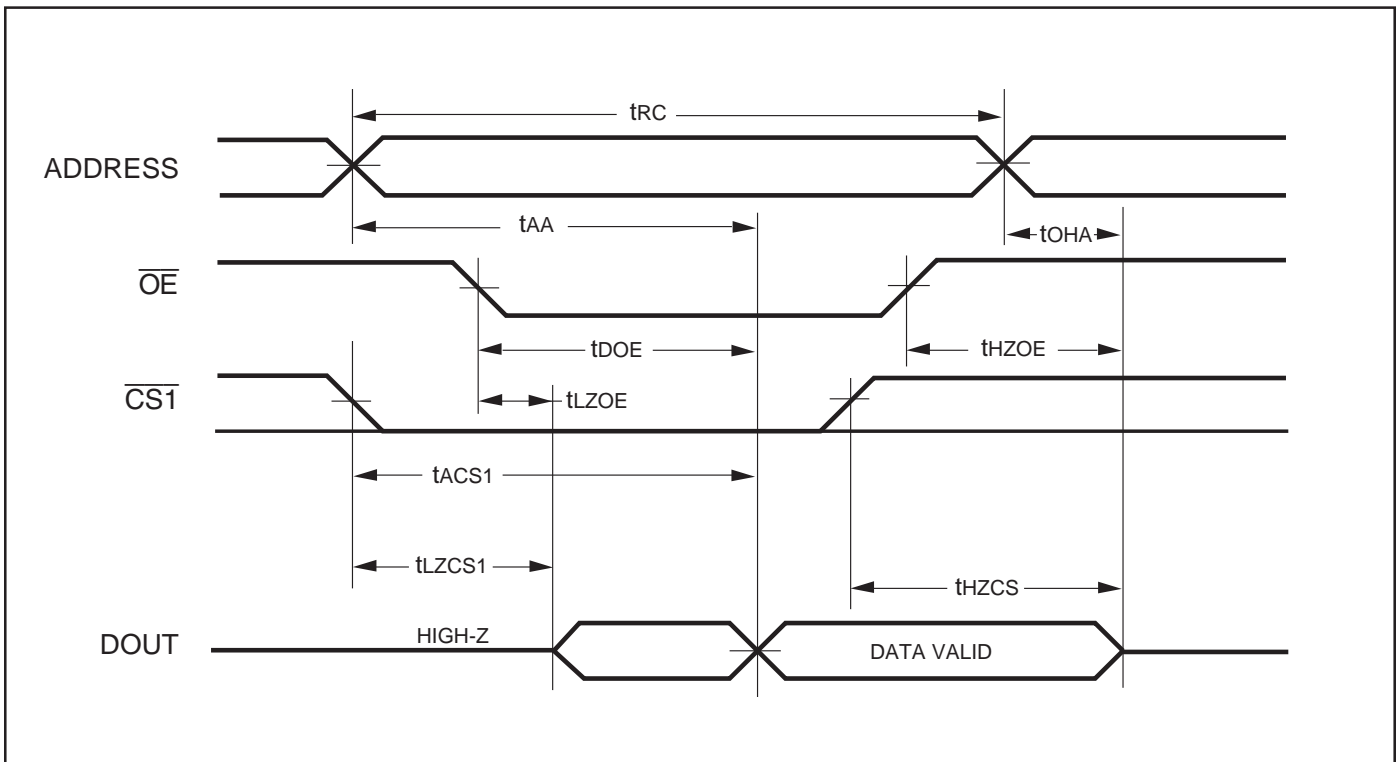 tRC
ADDRESS
tAA
tOHA
OE
tDOE
tHZOE
CS1
tLZOE
tACS1
tLZCS1
tHZCS
HIGH-Z
DOUT
DATA VALID